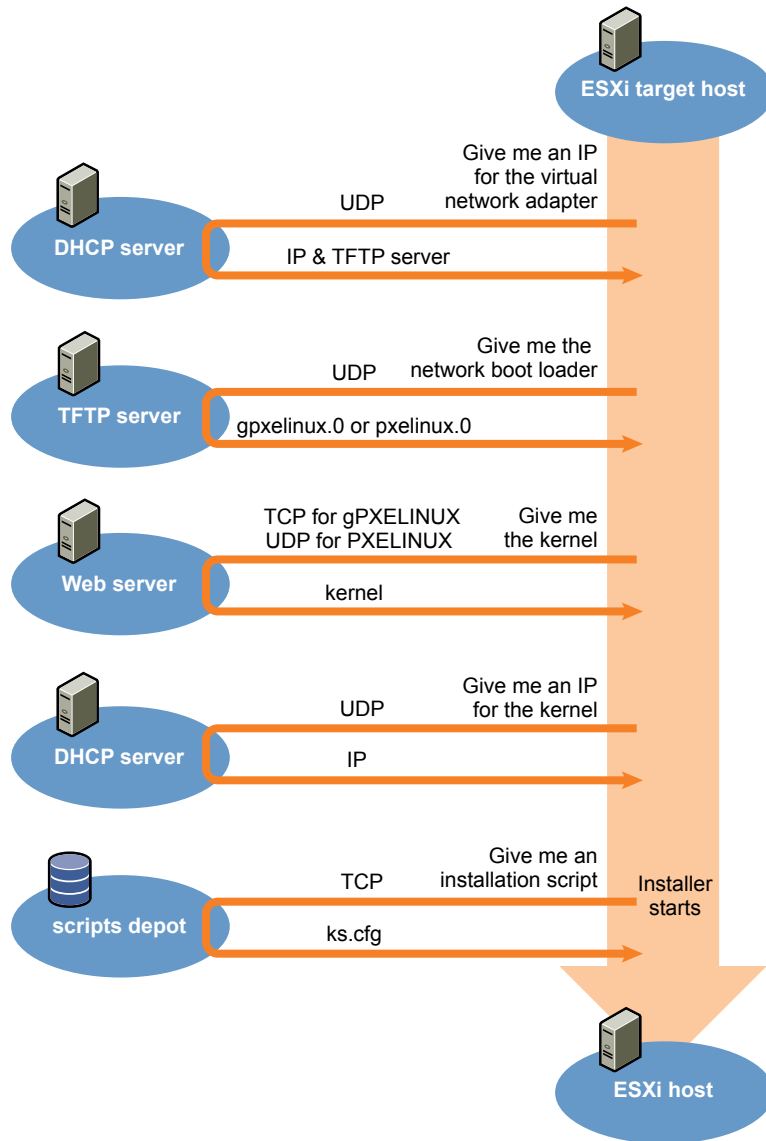 ESXi target host
Give me an IP
for the virtual
network adapter
UDP
DHCP server
IP & TFTP server
Give me the
network boot loader
UDP
TFTP server
gpxelinux.0 or pxelinux.0
TCP for gPXELINUX
UDP for PXELINUX
Give me
the kernel
Web server
kernel
Give me an IP
for the kernel
UDP
DHCP server
IP
Give me an
installation script
TCP
Installer
starts
scripts depot
ks.cfg
ESXi host